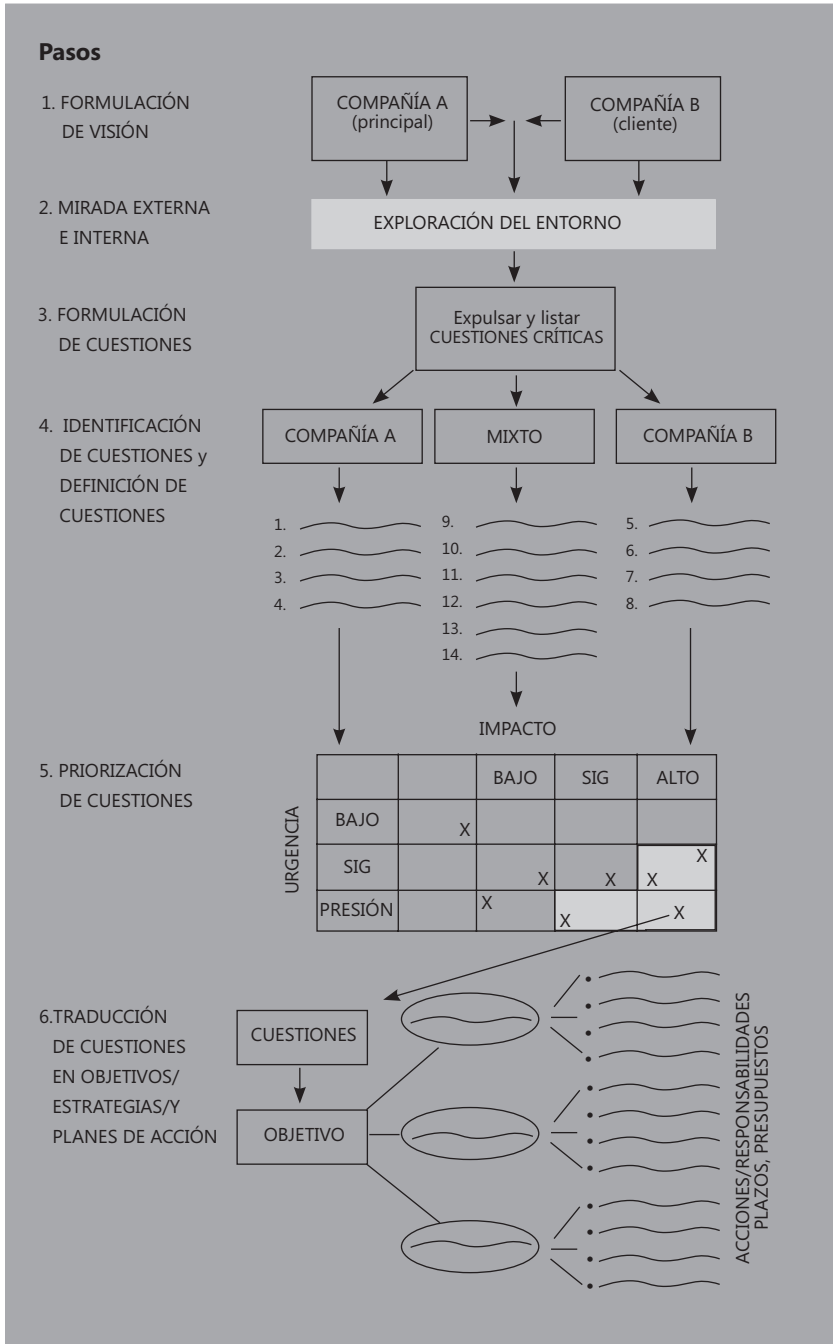 Pasos
1. FORMULACIÓN
DE VISIÓN
COMPAÑÍA A
(principal)
COMPAÑÍA B
(cliente)
2. MIRADA EXTERNA
E INTERNA
EXPLORACIÓN DEL ENTORNO
3. FORMULACIÓN
DE CUESTIONES
Expulsar y listar
CUESTIONES CRÍTICAS
4. IDENTIFICACIÓN
DE CUESTIONES y
DEFINICIÓN DE
CUESTIONES
COMPAÑÍA A
MIXTO
COMPAÑÍA B
1.
2.
3.
4.
9.
10.
11.
12.
13.
14.
5.
6.
7.
8.
IMPACTO
5. PRIORIZACIÓN
DE CUESTIONES
URGENCIA
BAJO SIG ALTO
BAJO X
SIG X X X X
PRESIÓN X X X
6.TRADUCCIÓN
DE CUESTIONES
EN OBJETIVOS/
ESTRATEGIAS/Y
PLANES DE ACCIÓN
CUESTIONES
OBJETIVO
ACCIONES/RESPONSABILIDADES
PLAZOS, PRESUPUESTOS